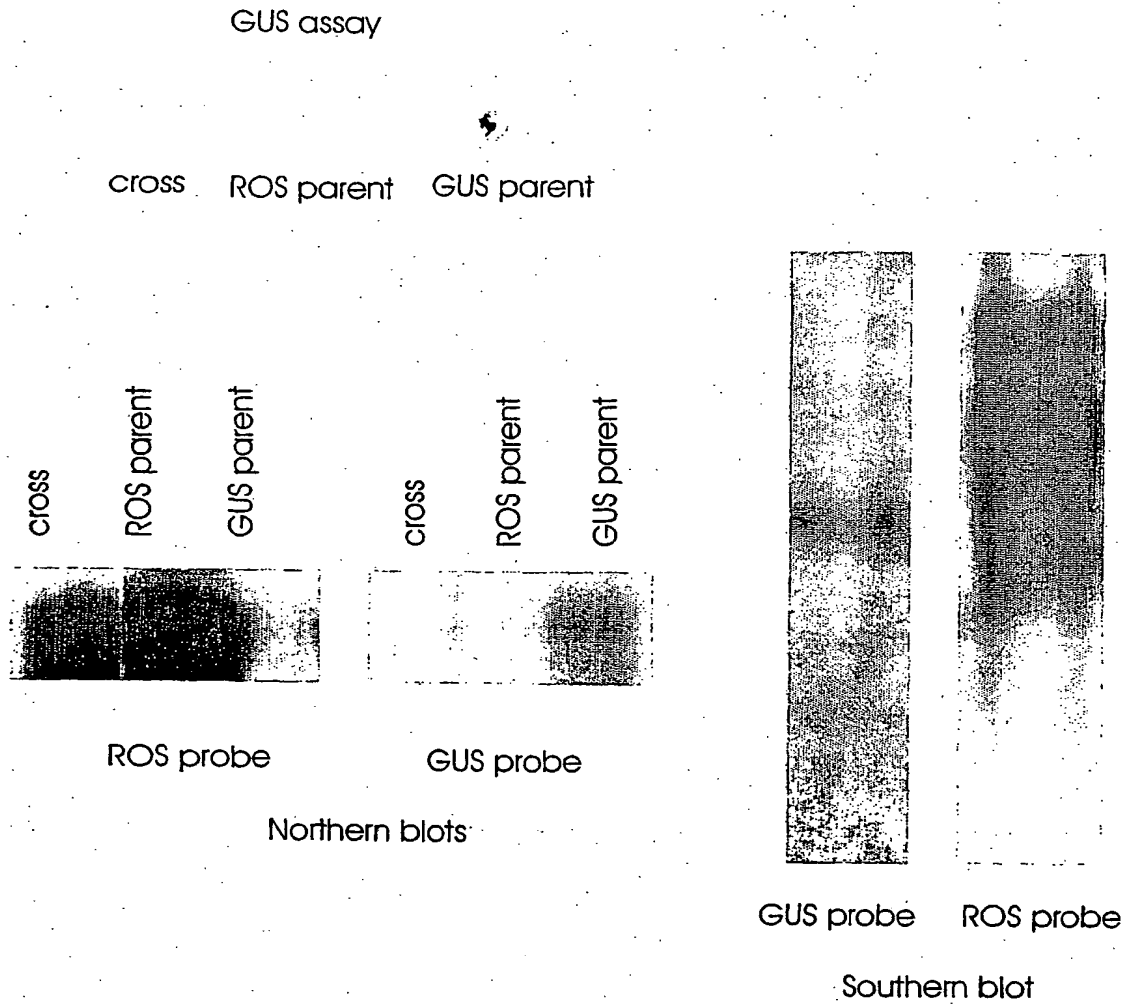 GUS assay
cross ROS parent GUS parent
cross
ROS parent
GUS parent
cross
ROS parent
GUS parent
ROS probe
GUS probe
Northern blots
GUS probe ROS probe
Southern blot